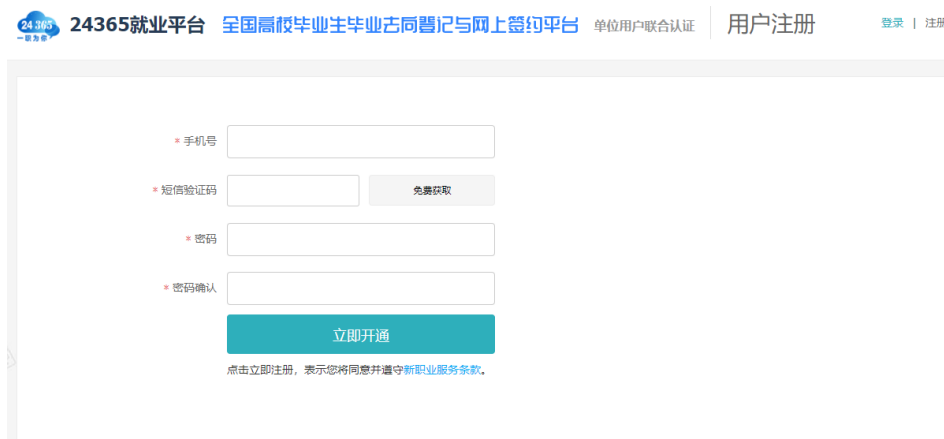 24365
一职为你
24365就业平台 全国高校毕业生毕业去向登记与网上签约平台 单位用户联合认证 用户注册 登录 | 注册
* 手机号
* 短信验证码 免费获取
* 密码
* 密码确认
立即开通
点击立即注册，表示您将同意并遵守新职业服务条款。